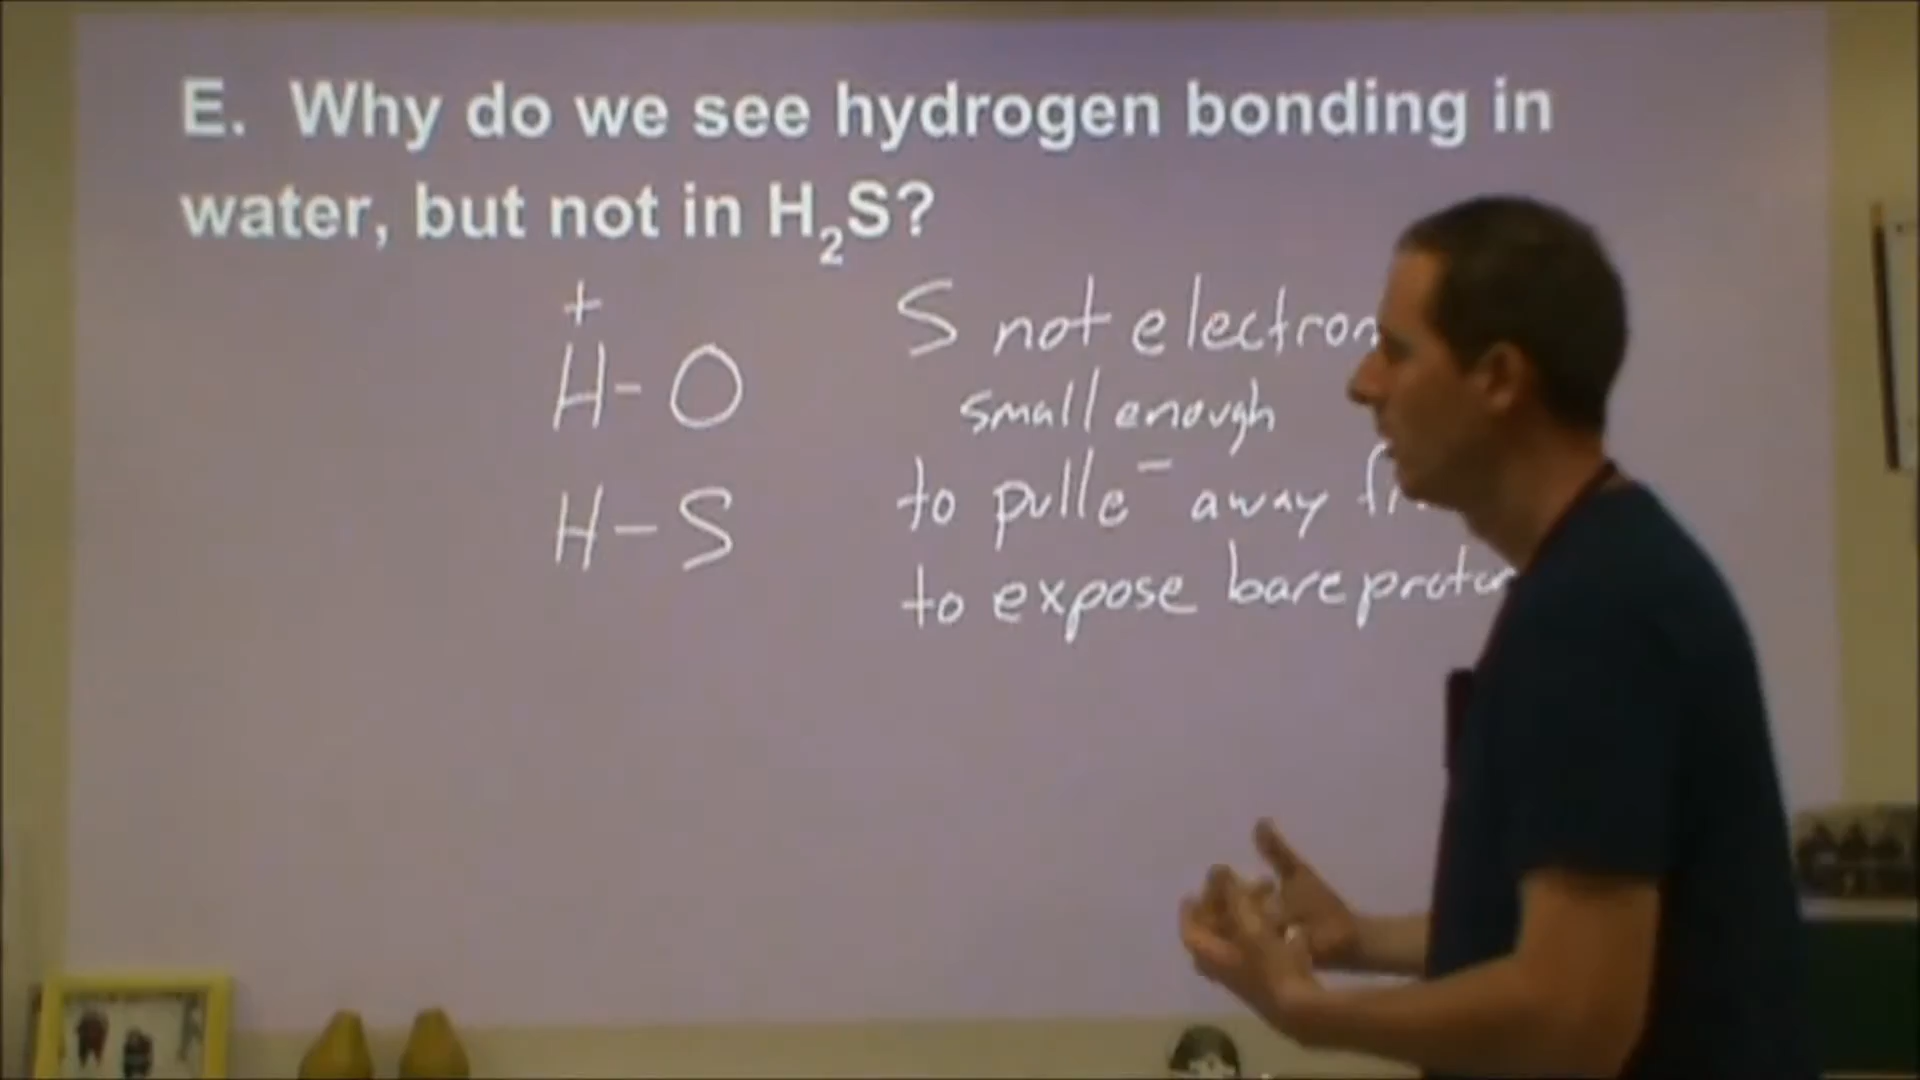 E. Why do we see hydrogen bonding in
water, but not in H₂S?
+
H-O
H-S
S not electron
small enough
to pull e⁻ away
to expose bare proton